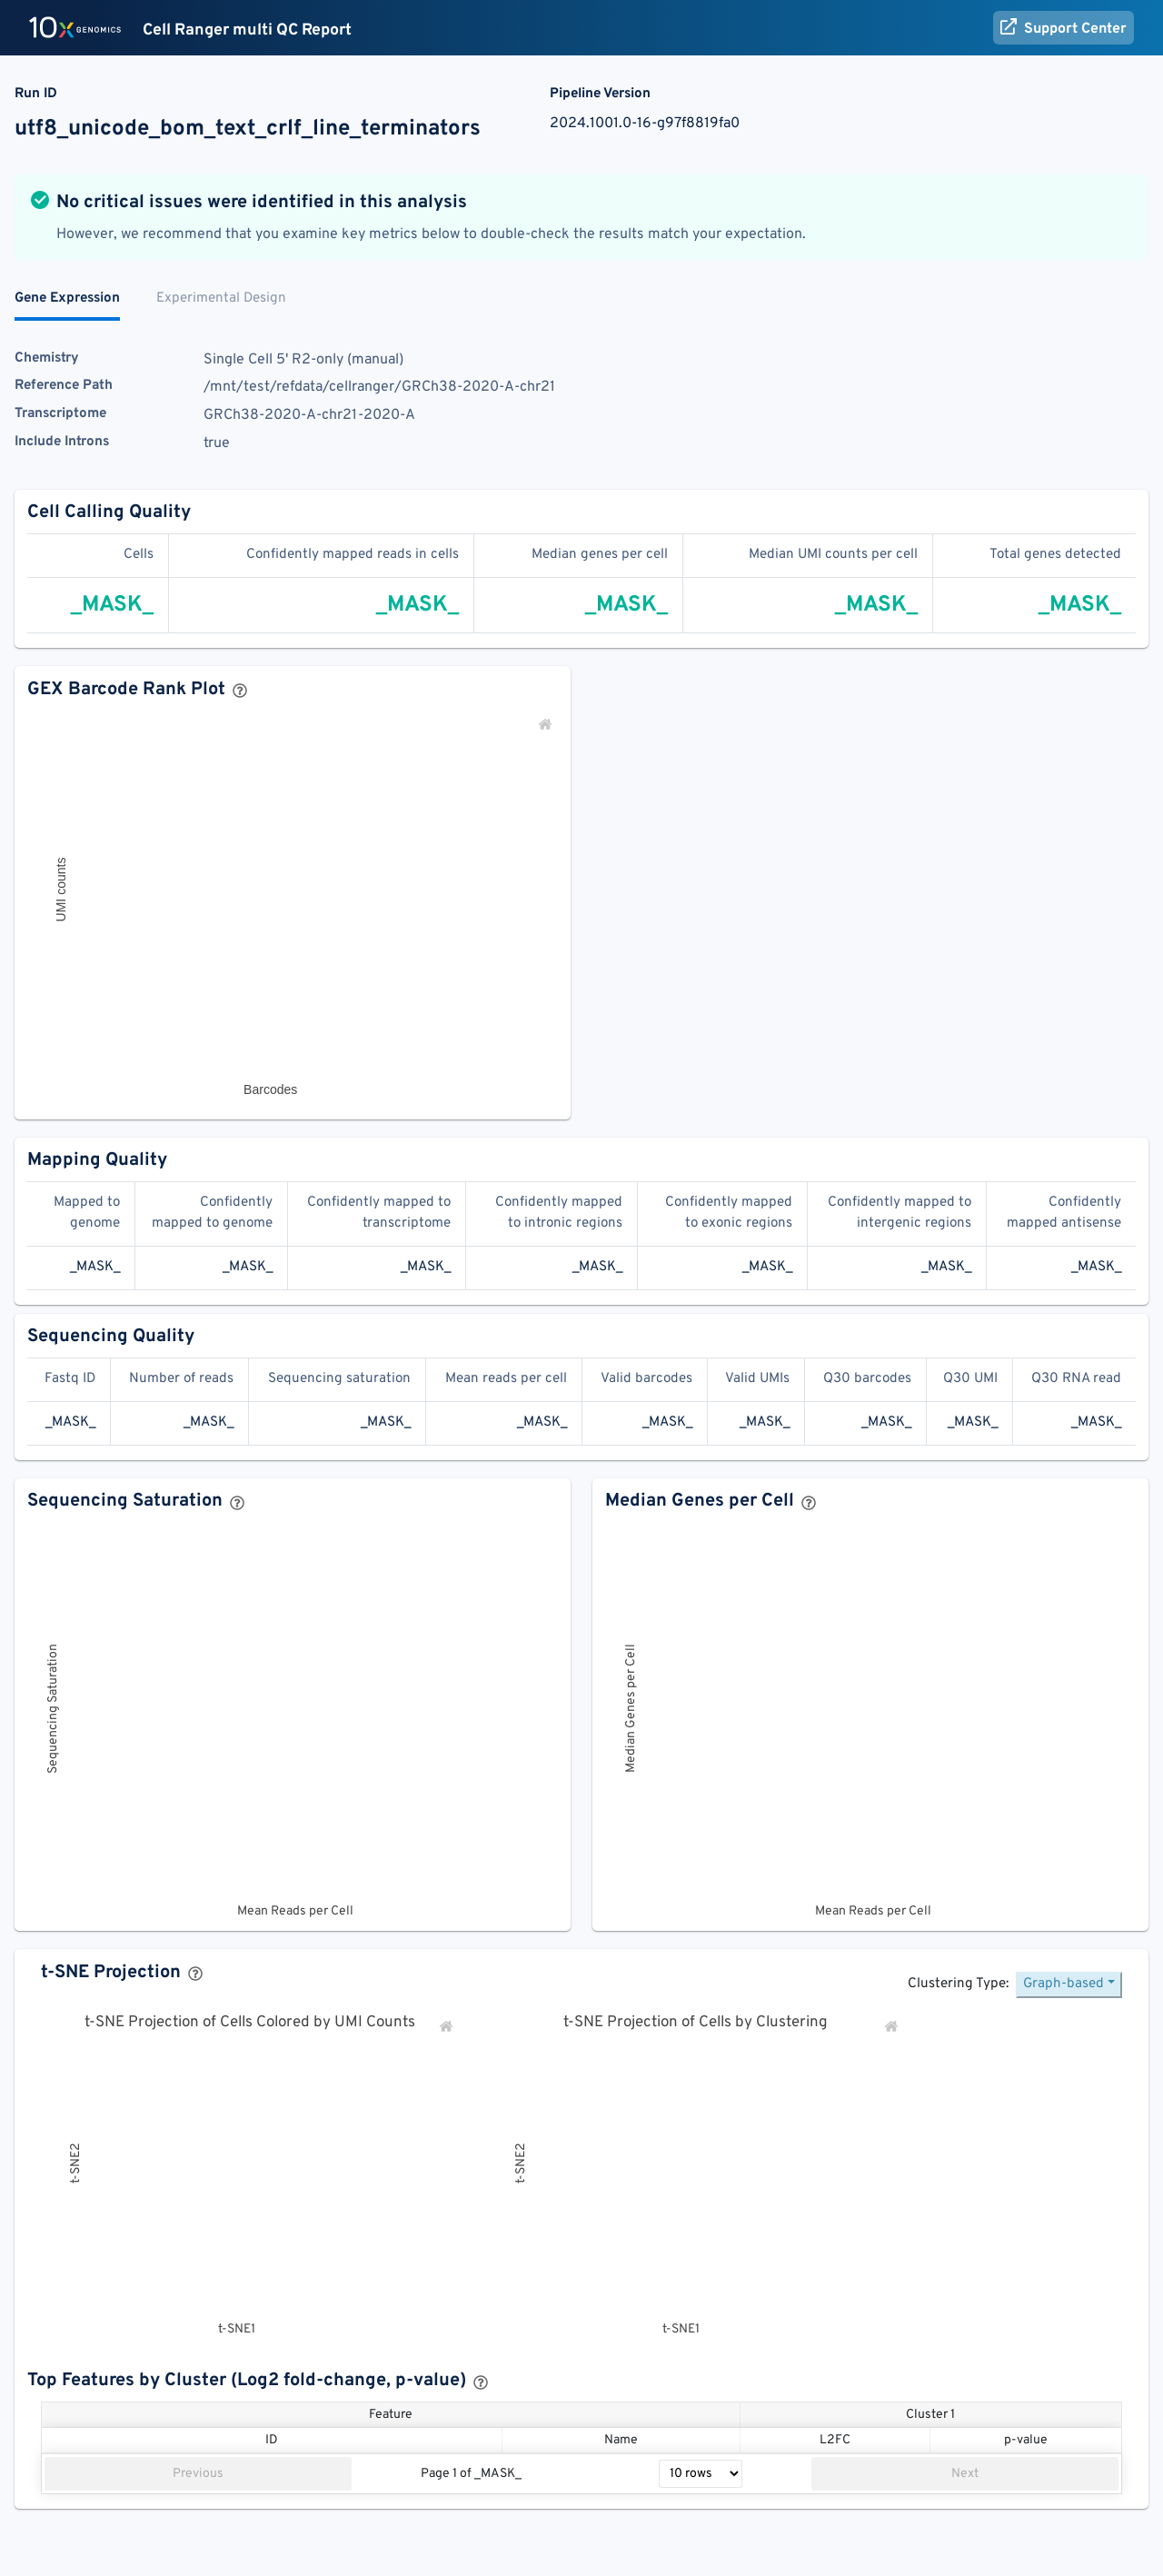 10x GENOMICS Cell Ranger multi QC Report Support Center
Run ID
utf8_unicode_bom_text_crlf_line_terminators
Pipeline Version
2024.1001.0-16-g97f8819fa0
No critical issues were identified in this analysis
However, we recommend that you examine key metrics below to double-check the results match your expectation.
Gene Expression Experimental Design
Chemistry Single Cell 5' R2-only (manual)
Reference Path /mnt/test/refdata/cellranger/GRCh38-2020-A-chr21
Transcriptome GRCh38-2020-A-chr21-2020-A
Include Introns true
Cell Calling Quality
Cells Confidently mapped reads in cells Median genes per cell Median UMI counts per cell Total genes detected
_MASK_ _MASK_ _MASK_ _MASK_ _MASK_
GEX Barcode Rank Plot
UMI counts
Barcodes
Mapping Quality
Mapped to Confidently Confidently mapped to Confidently mapped Confidently mapped Confidently mapped to Confidently
genome mapped to genome transcriptome to intronic regions to exonic regions intergenic regions mapped antisense
_MASK_ _MASK_ _MASK_ _MASK_ _MASK_ _MASK_ _MASK_
Sequencing Quality
Fastq ID Number of reads Sequencing saturation Mean reads per cell Valid barcodes Valid UMIs Q30 barcodes Q30 UMI Q30 RNA read
_MASK_ _MASK_ _MASK_ _MASK_ _MASK_ _MASK_ _MASK_ _MASK_ _MASK_
Sequencing Saturation
Sequencing Saturation
Mean Reads per Cell
Median Genes per Cell
Median Genes per Cell
Mean Reads per Cell
t-SNE Projection
Clustering Type: Graph-based
t-SNE Projection of Cells Colored by UMI Counts
t-SNE2
t-SNE1
t-SNE Projection of Cells by Clustering
t-SNE2
t-SNE1
Top Features by Cluster (Log2 fold-change, p-value)
Feature Cluster 1
ID Name L2FC p-value
Previous Page 1 of _MASK_ 10 rows Next